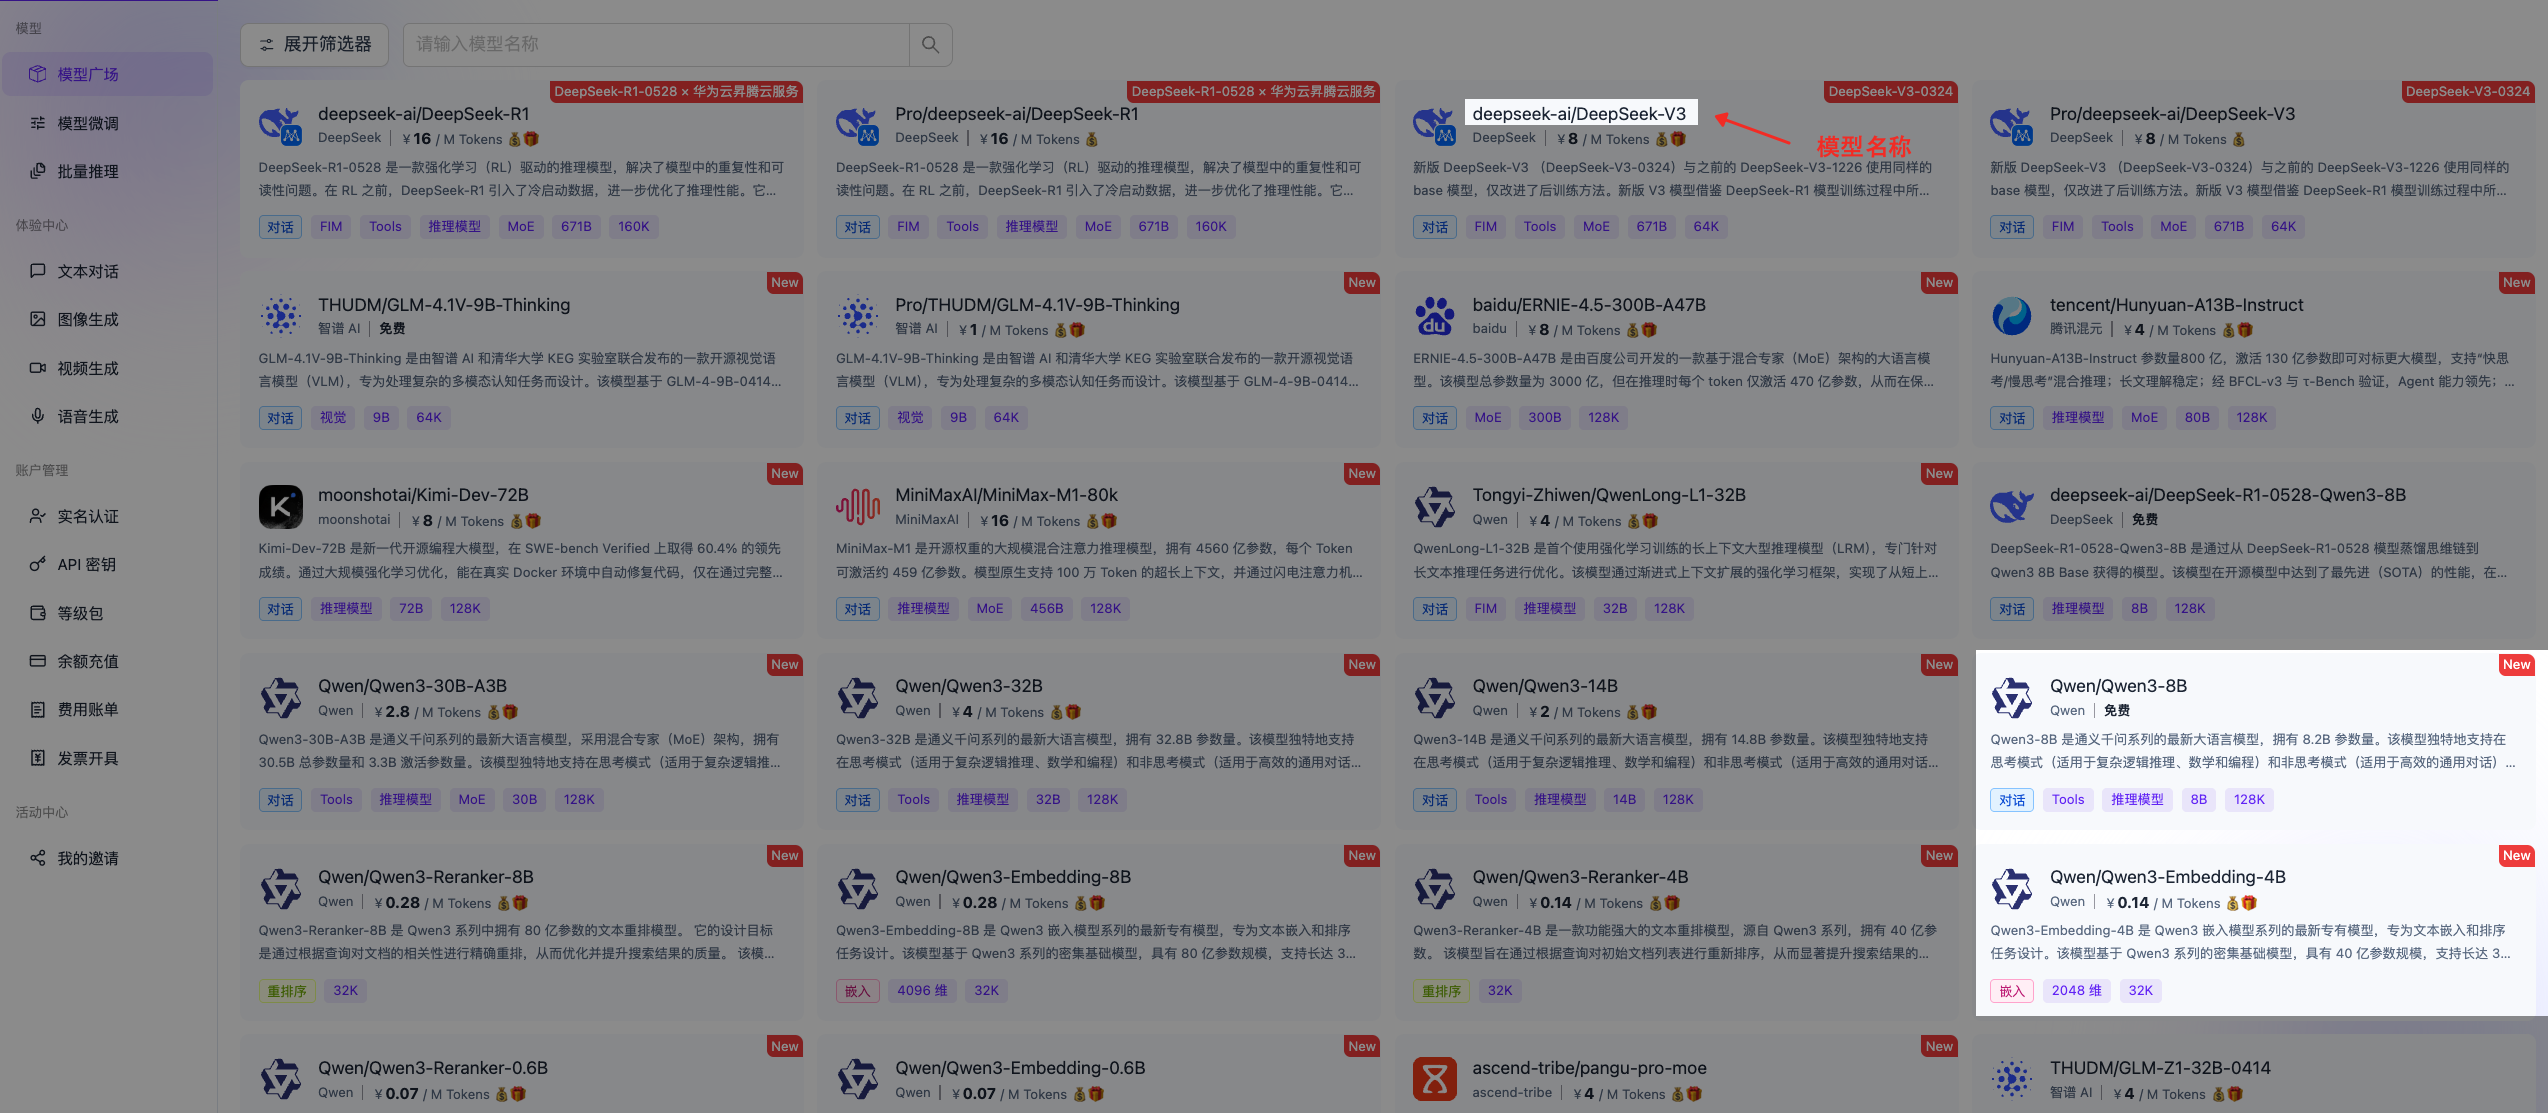 模型
模型广场
模型微调
批量推理
体验中心
文本对话
图像生成
视频生成
语音生成
账户管理
实名认证
API 密钥
等级包
余额充值
费用账单
发票开具
活动中心
我的邀请
展开筛选器
请输入模型名称
DeepSeek-R1-0528 × 华为云昇腾云服务
deepseek-ai/DeepSeek-R1
DeepSeek | ¥ 16 / M Tokens
DeepSeek-R1-0528 是一款强化学习（RL）驱动的推理模型，解决了模型中的重复性和可
读性问题。在 RL 之前，DeepSeek-R1 引入了冷启动数据，进一步优化了推理性能。它...
对话 FIM Tools 推理模型 MoE 671B 160K
DeepSeek-R1-0528 × 华为云昇腾云服务
Pro/deepseek-ai/DeepSeek-R1
DeepSeek | ¥ 16 / M Tokens
DeepSeek-R1-0528 是一款强化学习（RL）驱动的推理模型，解决了模型中的重复性和可
读性问题。在 RL 之前，DeepSeek-R1 引入了冷启动数据，进一步优化了推理性能。它...
对话 FIM Tools 推理模型 MoE 671B 160K
DeepSeek-V3-0324
deepseek-ai/DeepSeek-V3
模型名称
DeepSeek | ¥ 8 / M Tokens
新版 DeepSeek-V3 （DeepSeek-V3-0324）与之前的 DeepSeek-V3-1226 使用同样的
base 模型，仅改进了后训练方法。新版 V3 模型借鉴 DeepSeek-R1 模型训练过程中所...
对话 FIM Tools MoE 671B 64K
DeepSeek-V3-0324
Pro/deepseek-ai/DeepSeek-V3
DeepSeek | ¥ 8 / M Tokens
新版 DeepSeek-V3 （DeepSeek-V3-0324）与之前的 DeepSeek-V3-1226 使用同样的
base 模型，仅改进了后训练方法。新版 V3 模型借鉴 DeepSeek-R1 模型训练过程中所...
对话 FIM Tools MoE 671B 64K
New
THUDM/GLM-4.1V-9B-Thinking
智谱 AI | 免费
GLM-4.1V-9B-Thinking 是由智谱 AI 和清华大学 KEG 实验室联合发布的一款开源视觉语
言模型（VLM），专为处理复杂的多模态认知任务而设计。该模型基于 GLM-4-9B-0414...
对话 视觉 9B 64K
New
Pro/THUDM/GLM-4.1V-9B-Thinking
智谱 AI | ¥ 1 / M Tokens
GLM-4.1V-9B-Thinking 是由智谱 AI 和清华大学 KEG 实验室联合发布的一款开源视觉语
言模型（VLM），专为处理复杂的多模态认知任务而设计。该模型基于 GLM-4-9B-0414...
对话 视觉 9B 64K
New
du
baidu/ERNIE-4.5-300B-A47B
baidu | ¥ 8 / M Tokens
ERNIE-4.5-300B-A47B 是由百度公司开发的一款基于混合专家（MoE）架构的大语言模
型。该模型总参数量为 3000 亿，但在推理时每个 token 仅激活 470 亿参数，从而在保...
对话 MoE 300B 128K
New
tencent/Hunyuan-A13B-Instruct
腾讯混元 | ¥ 4 / M Tokens
Hunyuan-A13B-Instruct 参数量800 亿，激活 130 亿参数即可对标更大模型，支持“快思
考/慢思考”混合推理；长文理解稳定；经 BFCL-v3 与 τ-Bench 验证，Agent 能力领先；...
对话 推理模型 MoE 80B 128K
New
K
moonshotai/Kimi-Dev-72B
moonshotai | ¥ 8 / M Tokens
Kimi-Dev-72B 是新一代开源编程大模型，在 SWE-bench Verified 上取得 60.4% 的领先
成绩。通过大规模强化学习优化，能在真实 Docker 环境中自动修复代码，仅在通过完整...
对话 推理模型 72B 128K
New
MiniMaxAI/MiniMax-M1-80k
MiniMaxAI | ¥ 16 / M Tokens
MiniMax-M1 是开源权重的大规模混合注意力推理模型，拥有 4560 亿参数，每个 Token
可激活约 459 亿参数。模型原生支持 100 万 Token 的超长上下文，并通过闪电注意力机...
对话 推理模型 MoE 456B 128K
New
Tongyi-Zhiwen/QwenLong-L1-32B
Qwen | ¥ 4 / M Tokens
QwenLong-L1-32B 是首个使用强化学习训练的长上下文大型推理模型（LRM），专门针对
长文本推理任务进行优化。该模型通过渐进式上下文扩展的强化学习框架，实现了从短上...
对话 FIM 推理模型 32B 128K
deepseek-ai/DeepSeek-R1-0528-Qwen3-8B
DeepSeek | 免费
DeepSeek-R1-0528-Qwen3-8B 是通过从 DeepSeek-R1-0528 模型蒸馏思维链到
Qwen3 8B Base 获得的模型。该模型在开源模型中达到了最先进（SOTA）的性能，在...
对话 推理模型 8B 128K
New
Qwen/Qwen3-30B-A3B
Qwen | ¥ 2.8 / M Tokens
Qwen3-30B-A3B 是通义千问系列的最新大语言模型，采用混合专家（MoE）架构，拥有
30.5B 总参数量和 3.3B 激活参数量。该模型独特地支持在思考模式（适用于复杂逻辑推...
对话 Tools 推理模型 MoE 30B 128K
New
Qwen/Qwen3-32B
Qwen | ¥ 4 / M Tokens
Qwen3-32B 是通义千问系列的最新大语言模型，拥有 32.8B 参数量。该模型独特地支持
在思考模式（适用于复杂逻辑推理、数学和编程）和非思考模式（适用于高效的通用对话...
对话 Tools 推理模型 32B 128K
New
Qwen/Qwen3-14B
Qwen | ¥ 2 / M Tokens
Qwen3-14B 是通义千问系列的最新大语言模型，拥有 14.8B 参数量。该模型独特地支持
在思考模式（适用于复杂逻辑推理、数学和编程）和非思考模式（适用于高效的通用对话...
对话 Tools 推理模型 14B 128K
New
Qwen/Qwen3-8B
Qwen | 免费
Qwen3-8B 是通义千问系列的最新大语言模型，拥有 8.2B 参数量。该模型独特地支持在
思考模式（适用于复杂逻辑推理、数学和编程）和非思考模式（适用于高效的通用对话）...
对话 Tools 推理模型 8B 128K
New
Qwen/Qwen3-Reranker-8B
Qwen | ¥ 0.28 / M Tokens
Qwen3-Reranker-8B 是 Qwen3 系列中拥有 80 亿参数的文本重排模型。 它的设计目标
是通过根据查询对文档的相关性进行精确重排，从而优化并提升搜索结果的质量。 该模...
重排序 32K
New
Qwen/Qwen3-Embedding-8B
Qwen | ¥ 0.28 / M Tokens
Qwen3-Embedding-8B 是 Qwen3 嵌入模型系列的最新专有模型，专为文本嵌入和排序
任务设计。该模型基于 Qwen3 系列的密集基础模型，具有 80 亿参数规模，支持长达 3...
嵌入 4096 维 32K
New
Qwen/Qwen3-Reranker-4B
Qwen | ¥ 0.14 / M Tokens
Qwen3-Reranker-4B 是一款功能强大的文本重排模型，源自 Qwen3 系列，拥有 40 亿参
数。 该模型旨在通过根据查询对初始文档列表进行重新排序，从而显著提升搜索结果的...
重排序 32K
New
Qwen/Qwen3-Embedding-4B
Qwen | ¥ 0.14 / M Tokens
Qwen3-Embedding-4B 是 Qwen3 嵌入模型系列的最新专有模型，专为文本嵌入和排序
任务设计。该模型基于 Qwen3 系列的密集基础模型，具有 40 亿参数规模，支持长达 3...
嵌入 2048 维 32K
New
Qwen/Qwen3-Reranker-0.6B
Qwen | ¥ 0.07 / M Tokens
New
Qwen/Qwen3-Embedding-0.6B
Qwen | ¥ 0.07 / M Tokens
New
ascend-tribe/pangu-pro-moe
ascend-tribe | ¥ 4 / M Tokens
THUDM/GLM-Z1-32B-0414
智谱 AI | ¥ 4 / M Tokens